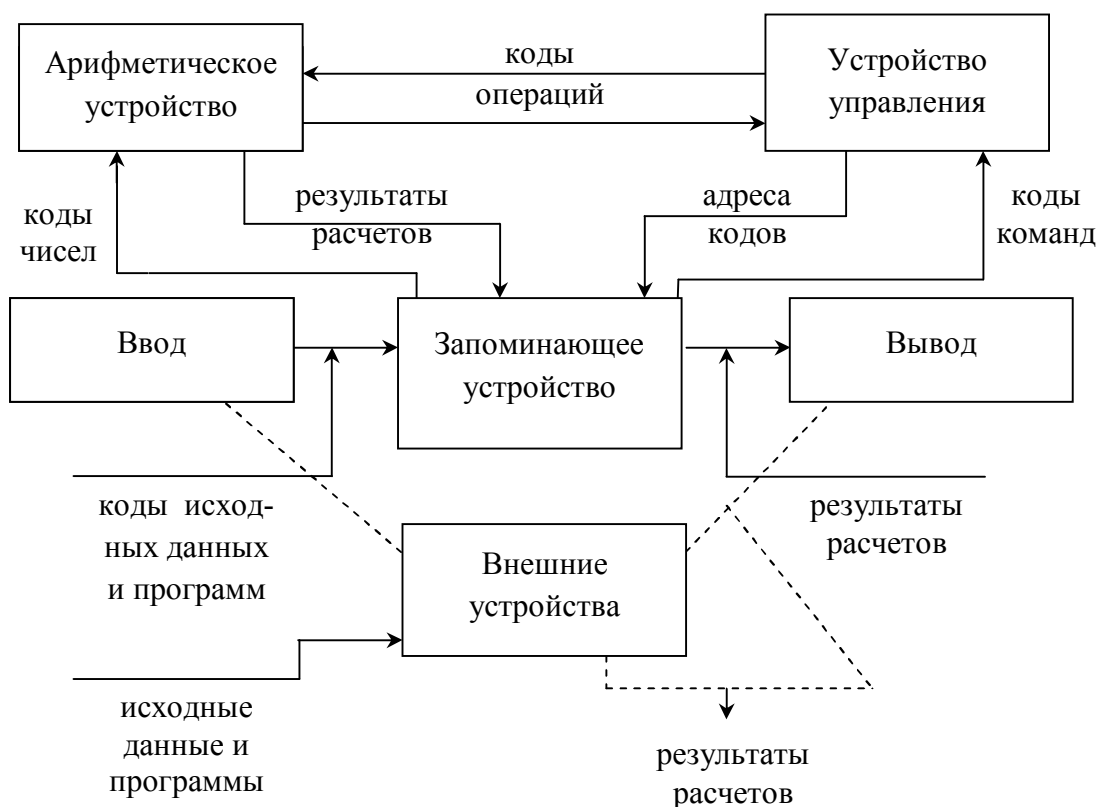 Арифметическое
устройство
коды
операций
Устройство
управления
коды
чисел
результаты
расчетов
адреса
кодов
коды
команд
Ввод
Запоминающее
устройство
Вывод
коды исход-
ных данных
и программ
Внешние
устройства
результаты
расчетов
исходные
данные и
программы
результаты
расчетов